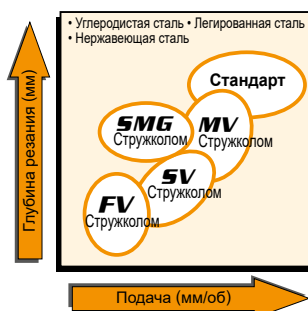 • Углеродистая сталь • Легированная сталь
• Нержавеющая сталь
Глубина резания (мм)
Стандарт
SMG
Стружколом
MV
Стружколом
SV
Стружколом
FV
Стружколом
Подача (мм/об)